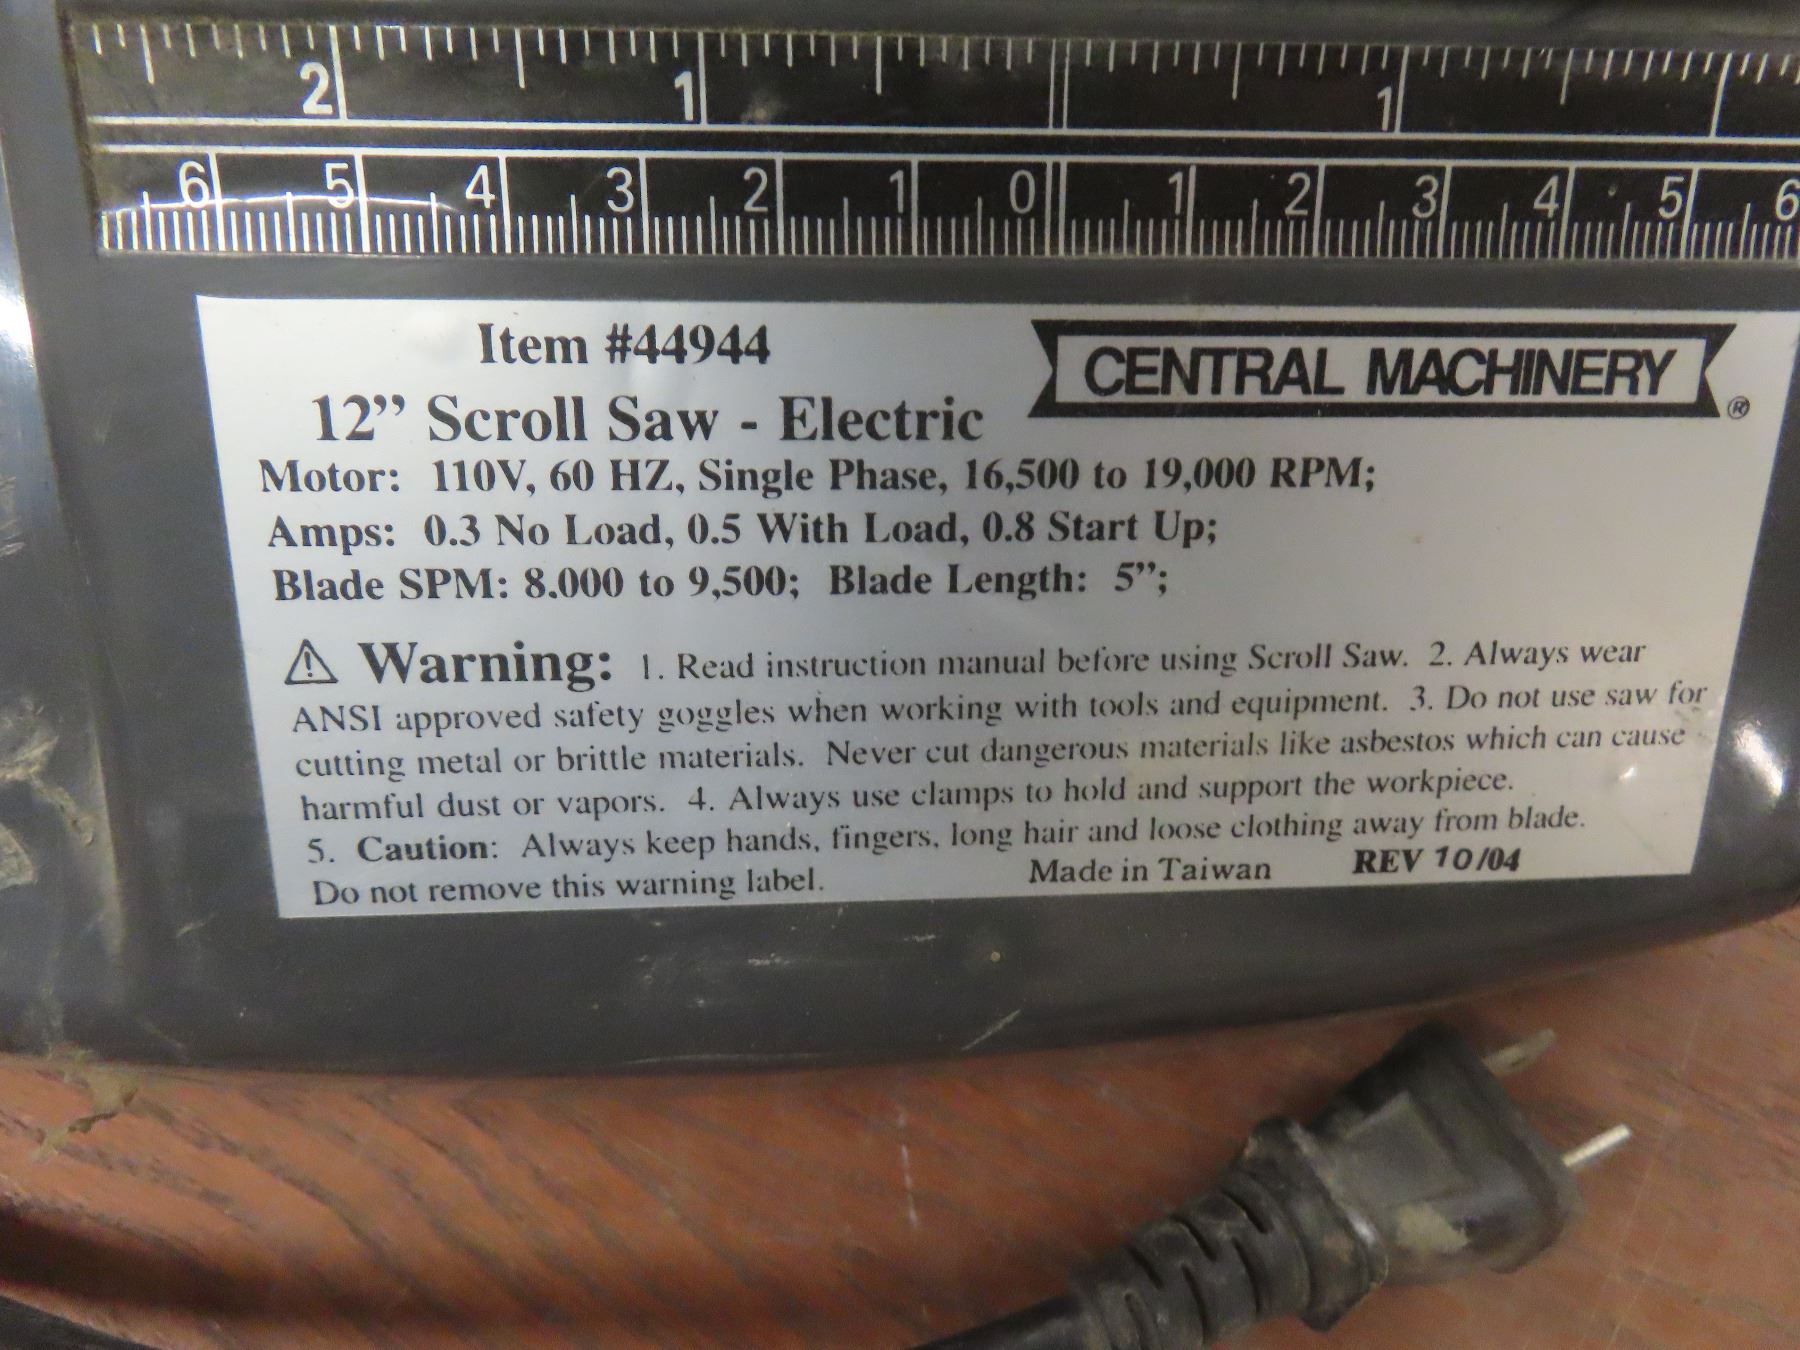 2 1 1
6 5 4 3 2 1 0 1 2 3 4 5 6
Item #44944
CENTRAL MACHINERY ®
12” Scroll Saw - Electric
Motor: 110V, 60 HZ, Single Phase, 16,500 to 19,000 RPM;
Amps: 0.3 No Load, 0.5 With Load, 0.8 Start Up;
Blade SPM: 8.000 to 9,500; Blade Length: 5”;
⚠ Warning: 1. Read instruction manual before using Scroll Saw. 2. Always wear
ANSI approved safety goggles when working with tools and equipment. 3. Do not use saw for
cutting metal or brittle materials. Never cut dangerous materials like asbestos which can cause
harmful dust or vapors. 4. Always use clamps to hold and support the workpiece.
5. Caution: Always keep hands, fingers, long hair and loose clothing away from blade.
Do not remove this warning label. Made in Taiwan REV 10/04